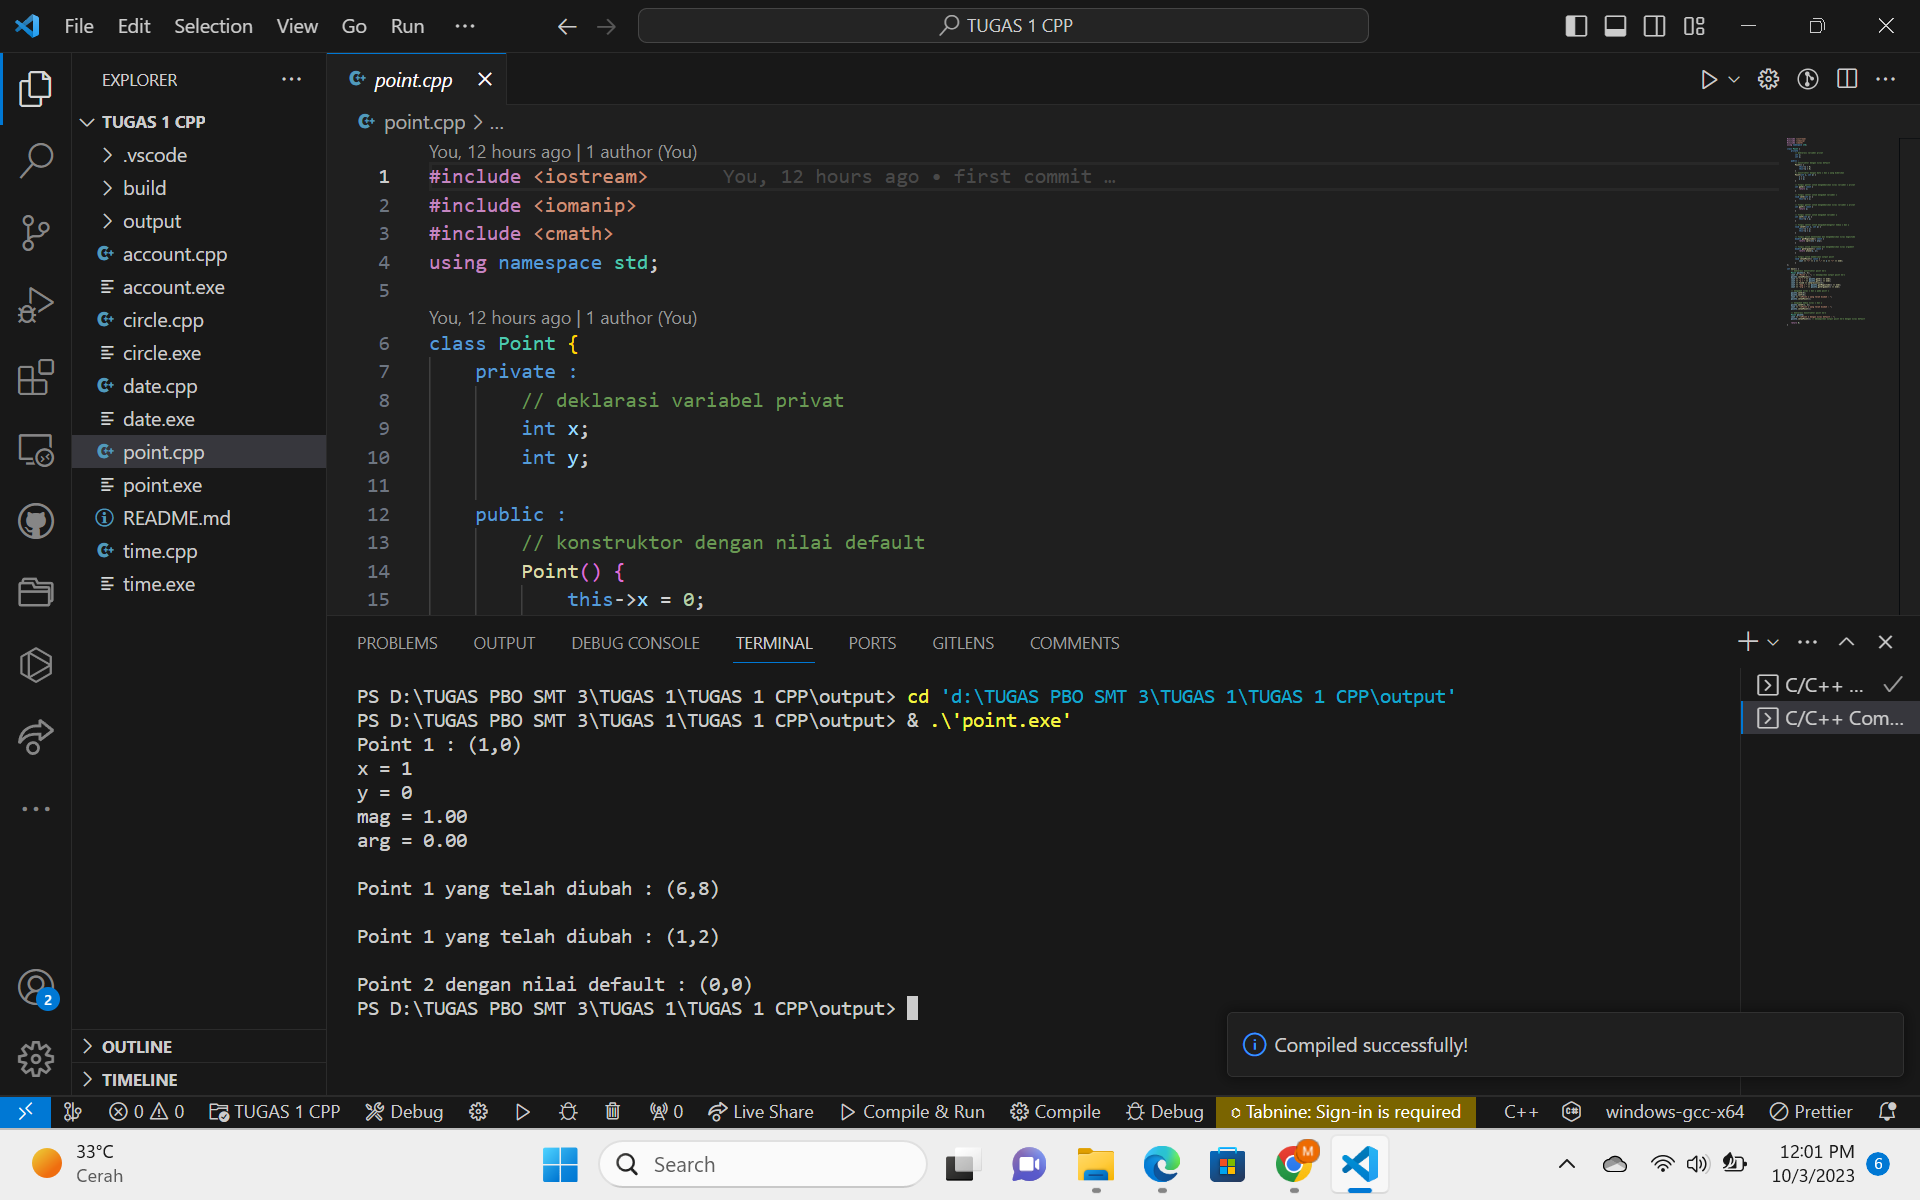 File Edit Selection View Go Run ...
TUGAS 1 CPP
EXPLORER
TUGAS 1 CPP
.vscode
build
output
account.cpp
account.exe
circle.cpp
circle.exe
date.cpp
date.exe
point.cpp
point.exe
README.md
time.cpp
time.exe
OUTLINE
TIMELINE
2
point.cpp
point.cpp > ...
You, 12 hours ago | 1 author (You)
1 #include <iostream> You, 12 hours ago • first commit …
2 #include <iomanip>
3 #include <cmath>
4 using namespace std;
5
You, 12 hours ago | 1 author (You)
6 class Point {
7 private :
8 // deklarasi variabel privat
9 int x;
10 int y;
11
12 public :
13 // konstruktor dengan nilai default
14 Point() {
15 this->x = 0;
PROBLEMS OUTPUT DEBUG CONSOLE TERMINAL PORTS GITLENS COMMENTS
PS D:\TUGAS PBO SMT 3\TUGAS 1\TUGAS 1 CPP\output> cd 'd:\TUGAS PBO SMT 3\TUGAS 1\TUGAS 1 CPP\output'
PS D:\TUGAS PBO SMT 3\TUGAS 1\TUGAS 1 CPP\output> & .\'point.exe'
Point 1 : (1,0)
x = 1
y = 0
mag = 1.00
arg = 0.00
Point 1 yang telah diubah : (6,8)
Point 1 yang telah diubah : (1,2)
Point 2 dengan nilai default : (0,0)
PS D:\TUGAS PBO SMT 3\TUGAS 1\TUGAS 1 CPP\output>
C/C++ ...
C/C++ Com...
Compiled successfully!
0 0 TUGAS 1 CPP Debug 0 Live Share Compile & Run Compile Debug Tabnine: Sign-in is required C++ windows-gcc-x64 Prettier
33°C
Cerah
Search
M
12:01 PM
10/3/2023
6